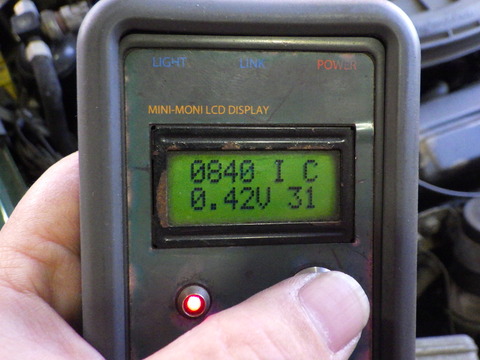 LIGHT LINK POWER
MINI-MONI LCD DISPLAY
0840 I C
0.42V 31